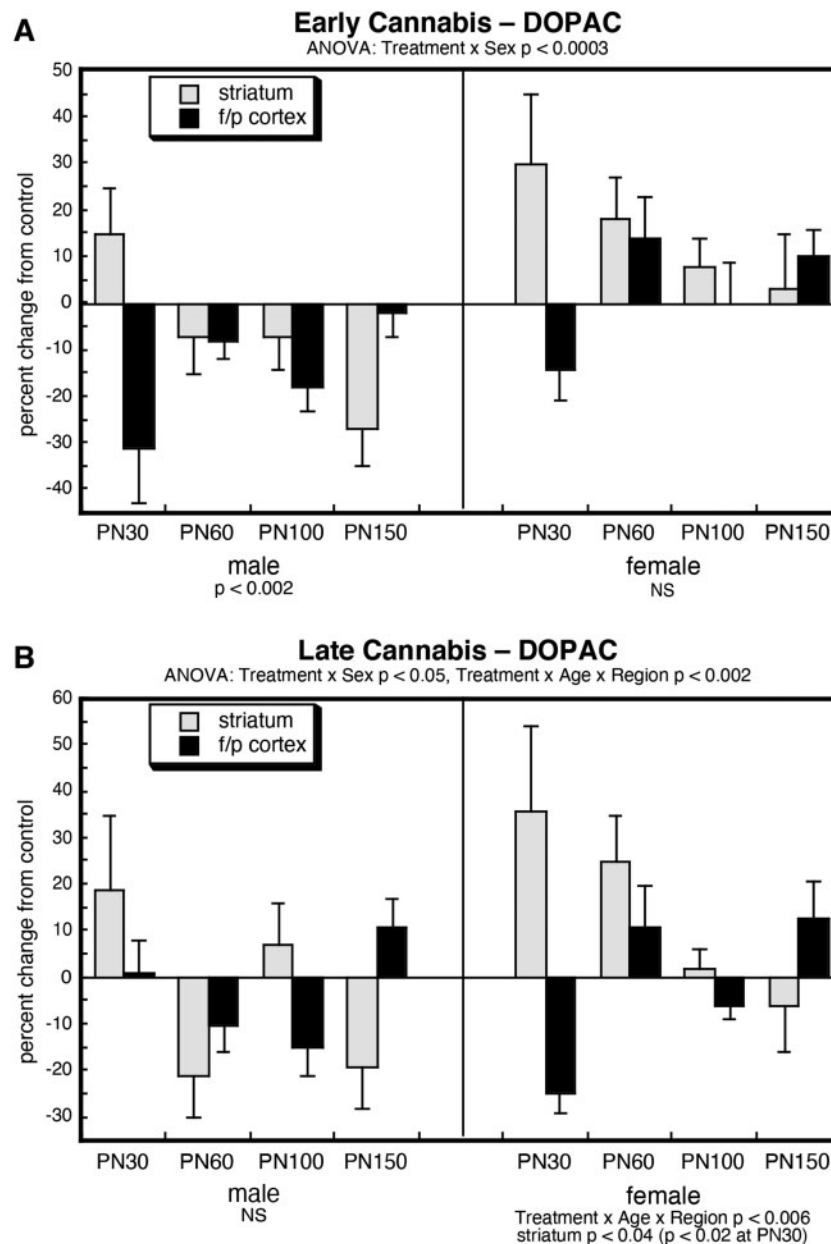 A
Early Cannabis – DOPAC
ANOVA: Treatment x Sex p < 0.0003
striatum
f/p cortex
percent change from control
50
40
30
20
10
0
-10
-20
-30
-40
PN30 PN60 PN100 PN150 PN30 PN60 PN100 PN150
male female
p < 0.002 NS
B
Late Cannabis – DOPAC
ANOVA: Treatment x Sex p < 0.05, Treatment x Age x Region p < 0.002
striatum
f/p cortex
percent change from control
60
50
40
30
20
10
0
-10
-20
-30
PN30 PN60 PN100 PN150 PN30 PN60 PN100 PN150
male female
NS Treatment x Age x Region p < 0.006
striatum p < 0.04 (p < 0.02 at PN30)